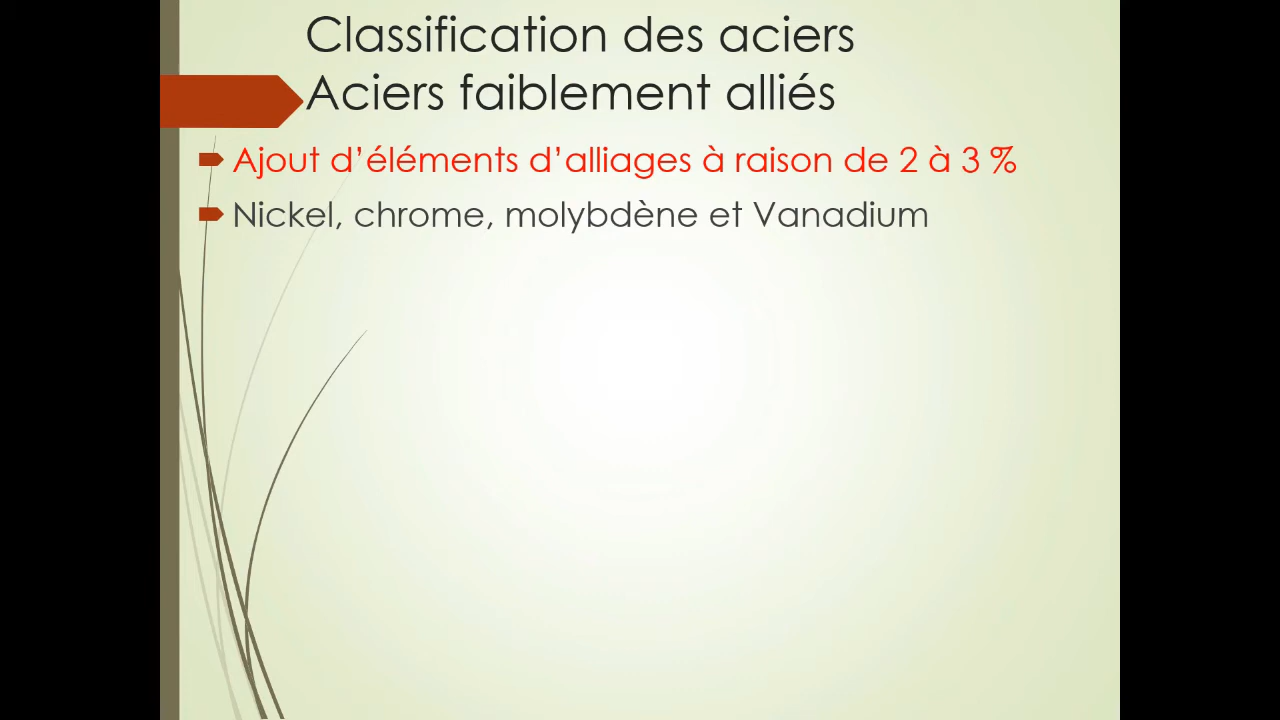 Classification des aciers
Aciers faiblement alliés
Ajout d’éléments d’alliages à raison de 2 à 3 %
Nickel, chrome, molybdène et Vanadium